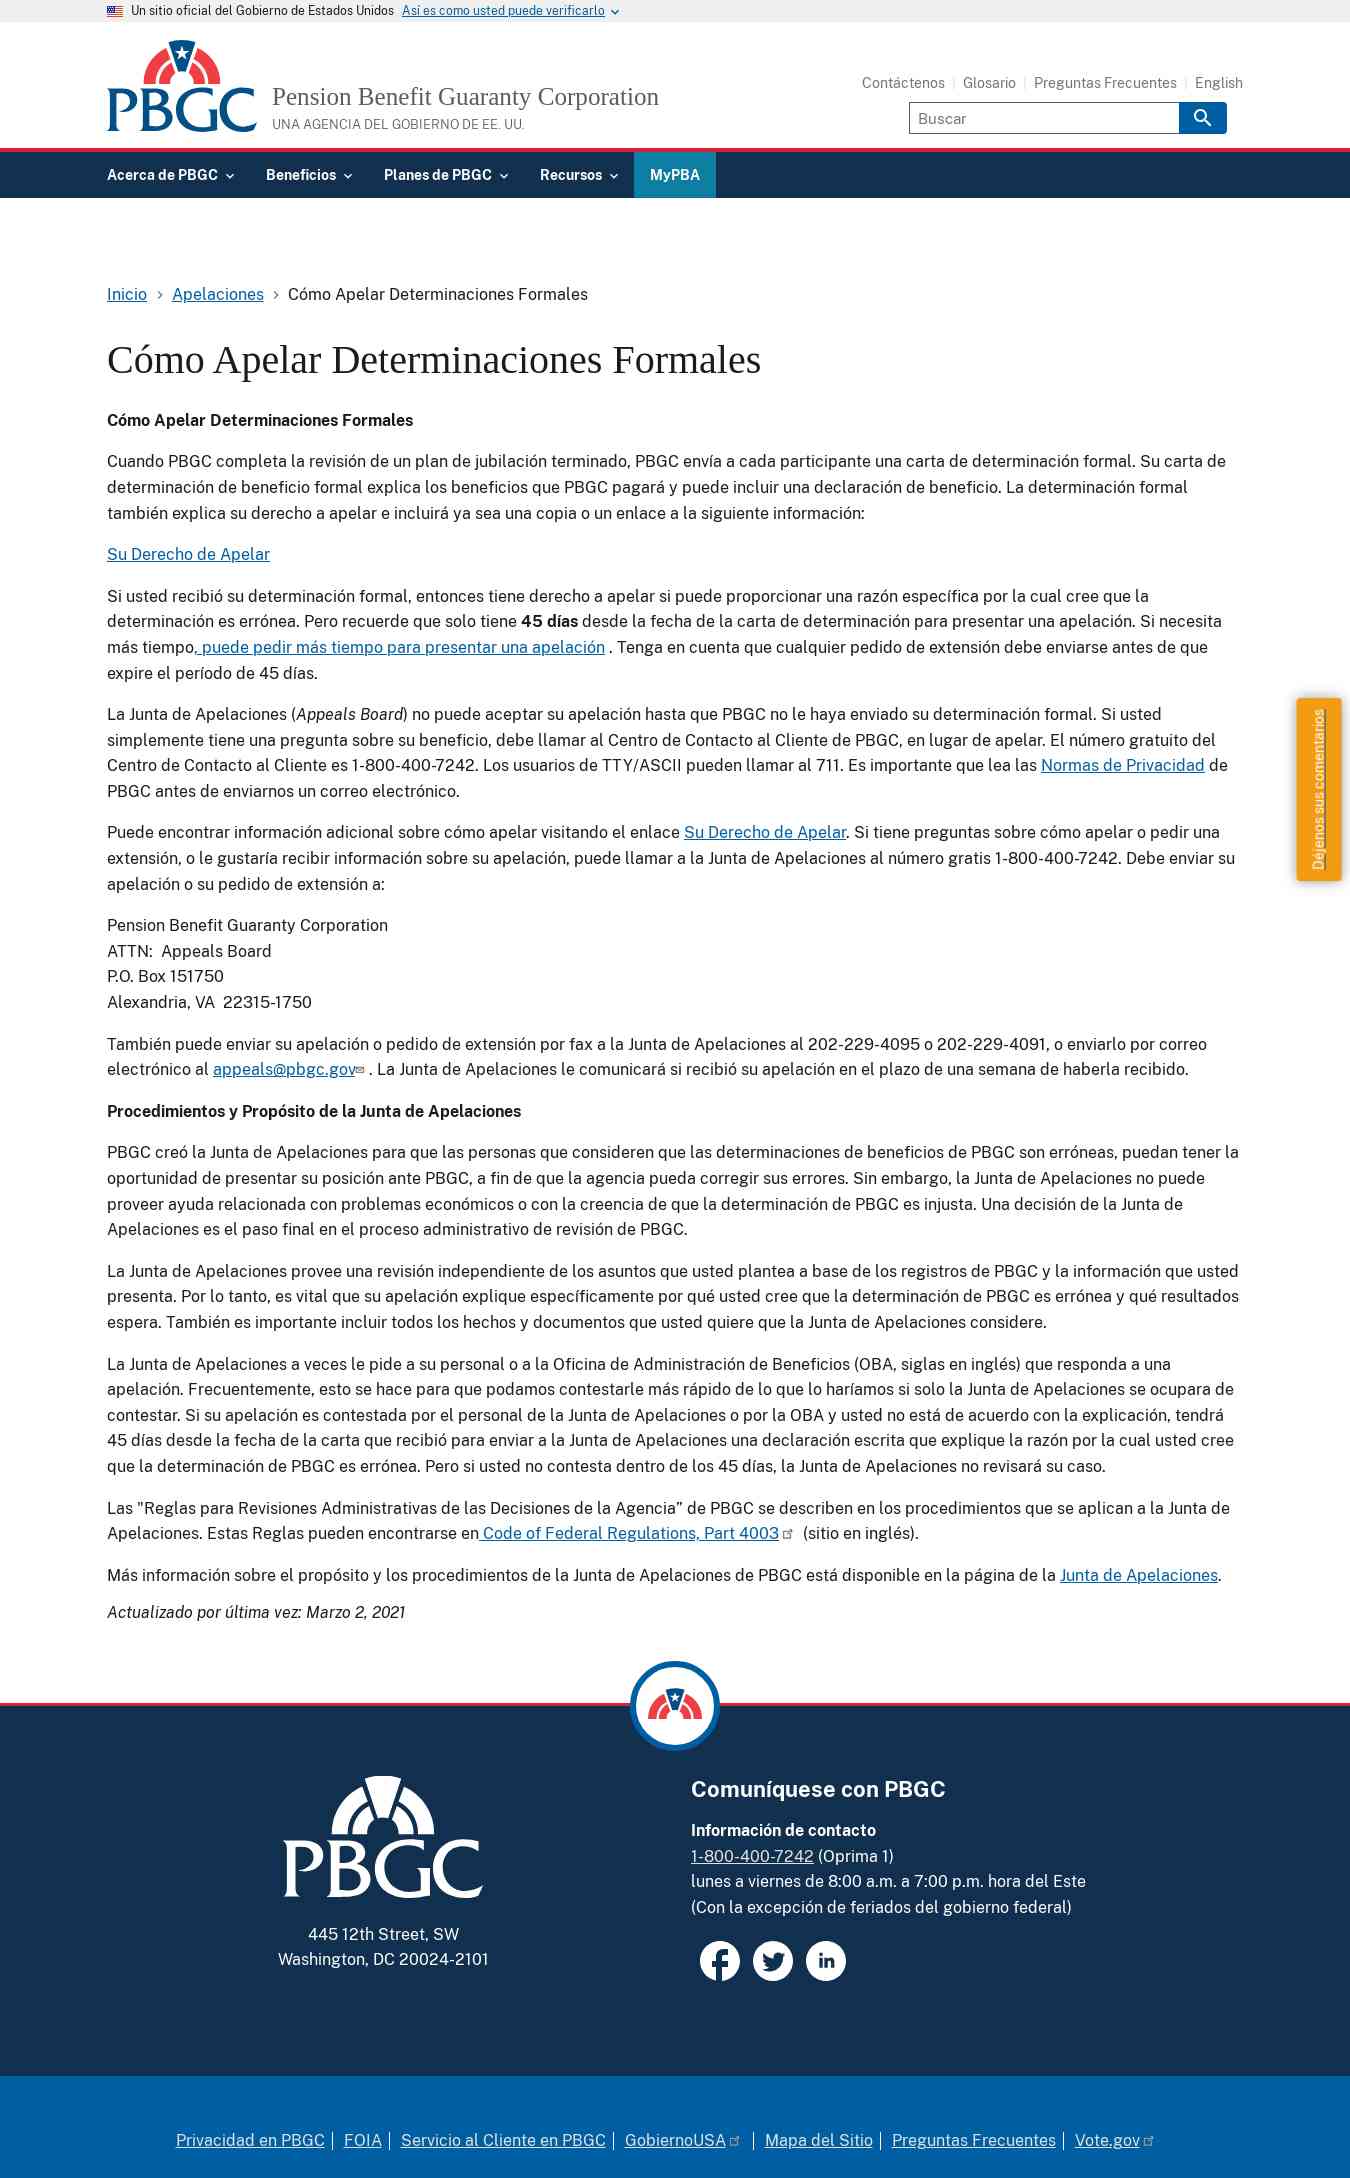 Un sitio oficial del Gobierno de Estados Unidos Así es como usted puede verificarlo
PBGC
Pension Benefit Guaranty Corporation
UNA AGENCIA DEL GOBIERNO DE EE. UU.
Contáctenos | Glosario | Preguntas Frecuentes | English
Buscar
Acerca de PBGC Beneficios Planes de PBGC Recursos MyPBA
Inicio > Apelaciones > Cómo Apelar Determinaciones Formales
Cómo Apelar Determinaciones Formales
Cómo Apelar Determinaciones Formales
Cuando PBGC completa la revisión de un plan de jubilación terminado, PBGC envía a cada participante una carta de determinación formal. Su carta de
determinación de beneficio formal explica los beneficios que PBGC pagará y puede incluir una declaración de beneficio. La determinación formal
también explica su derecho a apelar e incluirá ya sea una copia o un enlace a la siguiente información:
Su Derecho de Apelar
Si usted recibió su determinación formal, entonces tiene derecho a apelar si puede proporcionar una razón específica por la cual cree que la
determinación es errónea. Pero recuerde que solo tiene 45 días desde la fecha de la carta de determinación para presentar una apelación. Si necesita
más tiempo, puede pedir más tiempo para presentar una apelación . Tenga en cuenta que cualquier pedido de extensión debe enviarse antes de que
expire el período de 45 días.
La Junta de Apelaciones (Appeals Board) no puede aceptar su apelación hasta que PBGC no le haya enviado su determinación formal. Si usted
simplemente tiene una pregunta sobre su beneficio, debe llamar al Centro de Contacto al Cliente de PBGC, en lugar de apelar. El número gratuito del
Centro de Contacto al Cliente es 1-800-400-7242. Los usuarios de TTY/ASCII pueden llamar al 711. Es importante que lea las Normas de Privacidad de
PBGC antes de enviarnos un correo electrónico.
Déjenos sus comentarios
Puede encontrar información adicional sobre cómo apelar visitando el enlace Su Derecho de Apelar. Si tiene preguntas sobre cómo apelar o pedir una
extensión, o le gustaría recibir información sobre su apelación, puede llamar a la Junta de Apelaciones al número gratis 1-800-400-7242. Debe enviar su
apelación o su pedido de extensión a:
Pension Benefit Guaranty Corporation
ATTN:  Appeals Board
P.O. Box 151750
Alexandria, VA  22315-1750
También puede enviar su apelación o pedido de extensión por fax a la Junta de Apelaciones al 202-229-4095 o 202-229-4091, o enviarlo por correo
electrónico al appeals@pbgc.gov . La Junta de Apelaciones le comunicará si recibió su apelación en el plazo de una semana de haberla recibido.
Procedimientos y Propósito de la Junta de Apelaciones
PBGC creó la Junta de Apelaciones para que las personas que consideren que las determinaciones de beneficios de PBGC son erróneas, puedan tener la
oportunidad de presentar su posición ante PBGC, a fin de que la agencia pueda corregir sus errores. Sin embargo, la Junta de Apelaciones no puede
proveer ayuda relacionada con problemas económicos o con la creencia de que la determinación de PBGC es injusta. Una decisión de la Junta de
Apelaciones es el paso final en el proceso administrativo de revisión de PBGC.
La Junta de Apelaciones provee una revisión independiente de los asuntos que usted plantea a base de los registros de PBGC y la información que usted
presenta. Por lo tanto, es vital que su apelación explique específicamente por qué usted cree que la determinación de PBGC es errónea y qué resultados
espera. También es importante incluir todos los hechos y documentos que usted quiere que la Junta de Apelaciones considere.
La Junta de Apelaciones a veces le pide a su personal o a la Oficina de Administración de Beneficios (OBA, siglas en inglés) que responda a una
apelación. Frecuentemente, esto se hace para que podamos contestarle más rápido de lo que lo haríamos si solo la Junta de Apelaciones se ocupara de
contestar. Si su apelación es contestada por el personal de la Junta de Apelaciones o por la OBA y usted no está de acuerdo con la explicación, tendrá
45 días desde la fecha de la carta que recibió para enviar a la Junta de Apelaciones una declaración escrita que explique la razón por la cual usted cree
que la determinación de PBGC es errónea. Pero si usted no contesta dentro de los 45 días, la Junta de Apelaciones no revisará su caso.
Las "Reglas para Revisiones Administrativas de las Decisiones de la Agencia” de PBGC se describen en los procedimientos que se aplican a la Junta de
Apelaciones. Estas Reglas pueden encontrarse en Code of Federal Regulations, Part 4003 (sitio en inglés).
Más información sobre el propósito y los procedimientos de la Junta de Apelaciones de PBGC está disponible en la página de la Junta de Apelaciones.
Actualizado por última vez: Marzo 2, 2021
PBGC
445 12th Street, SW
Washington, DC 20024-2101
Comuníquese con PBGC
Información de contacto
1-800-400-7242 (Oprima 1)
lunes a viernes de 8:00 a.m. a 7:00 p.m. hora del Este
(Con la excepción de feriados del gobierno federal)
in
Privacidad en PBGC | FOIA | Servicio al Cliente en PBGC | GobiernoUSA | Mapa del Sitio | Preguntas Frecuentes | Vote.gov